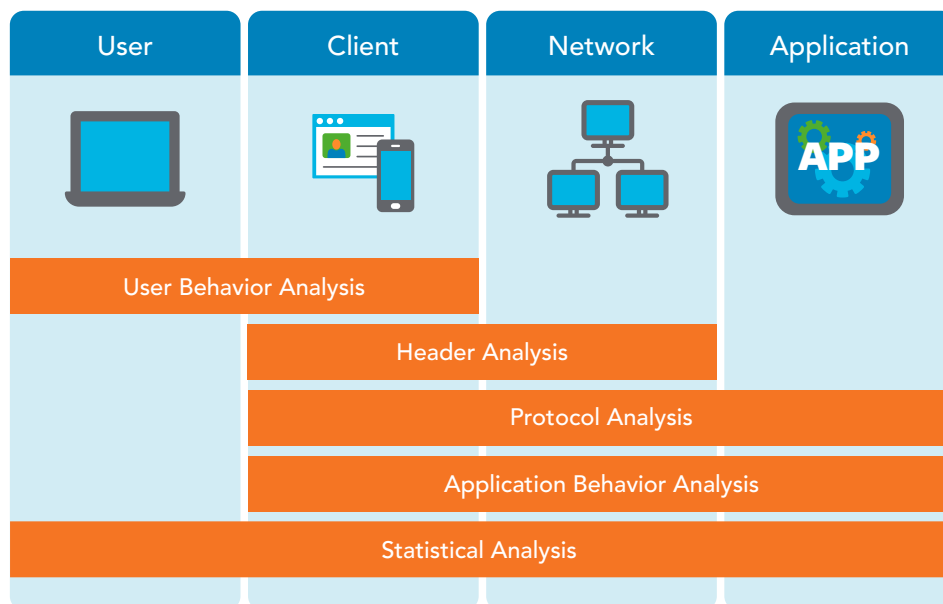 User
Client
Network
Application
APP
User Behavior Analysis
Header Analysis
Protocol Analysis
Application Behavior Analysis
Statistical Analysis